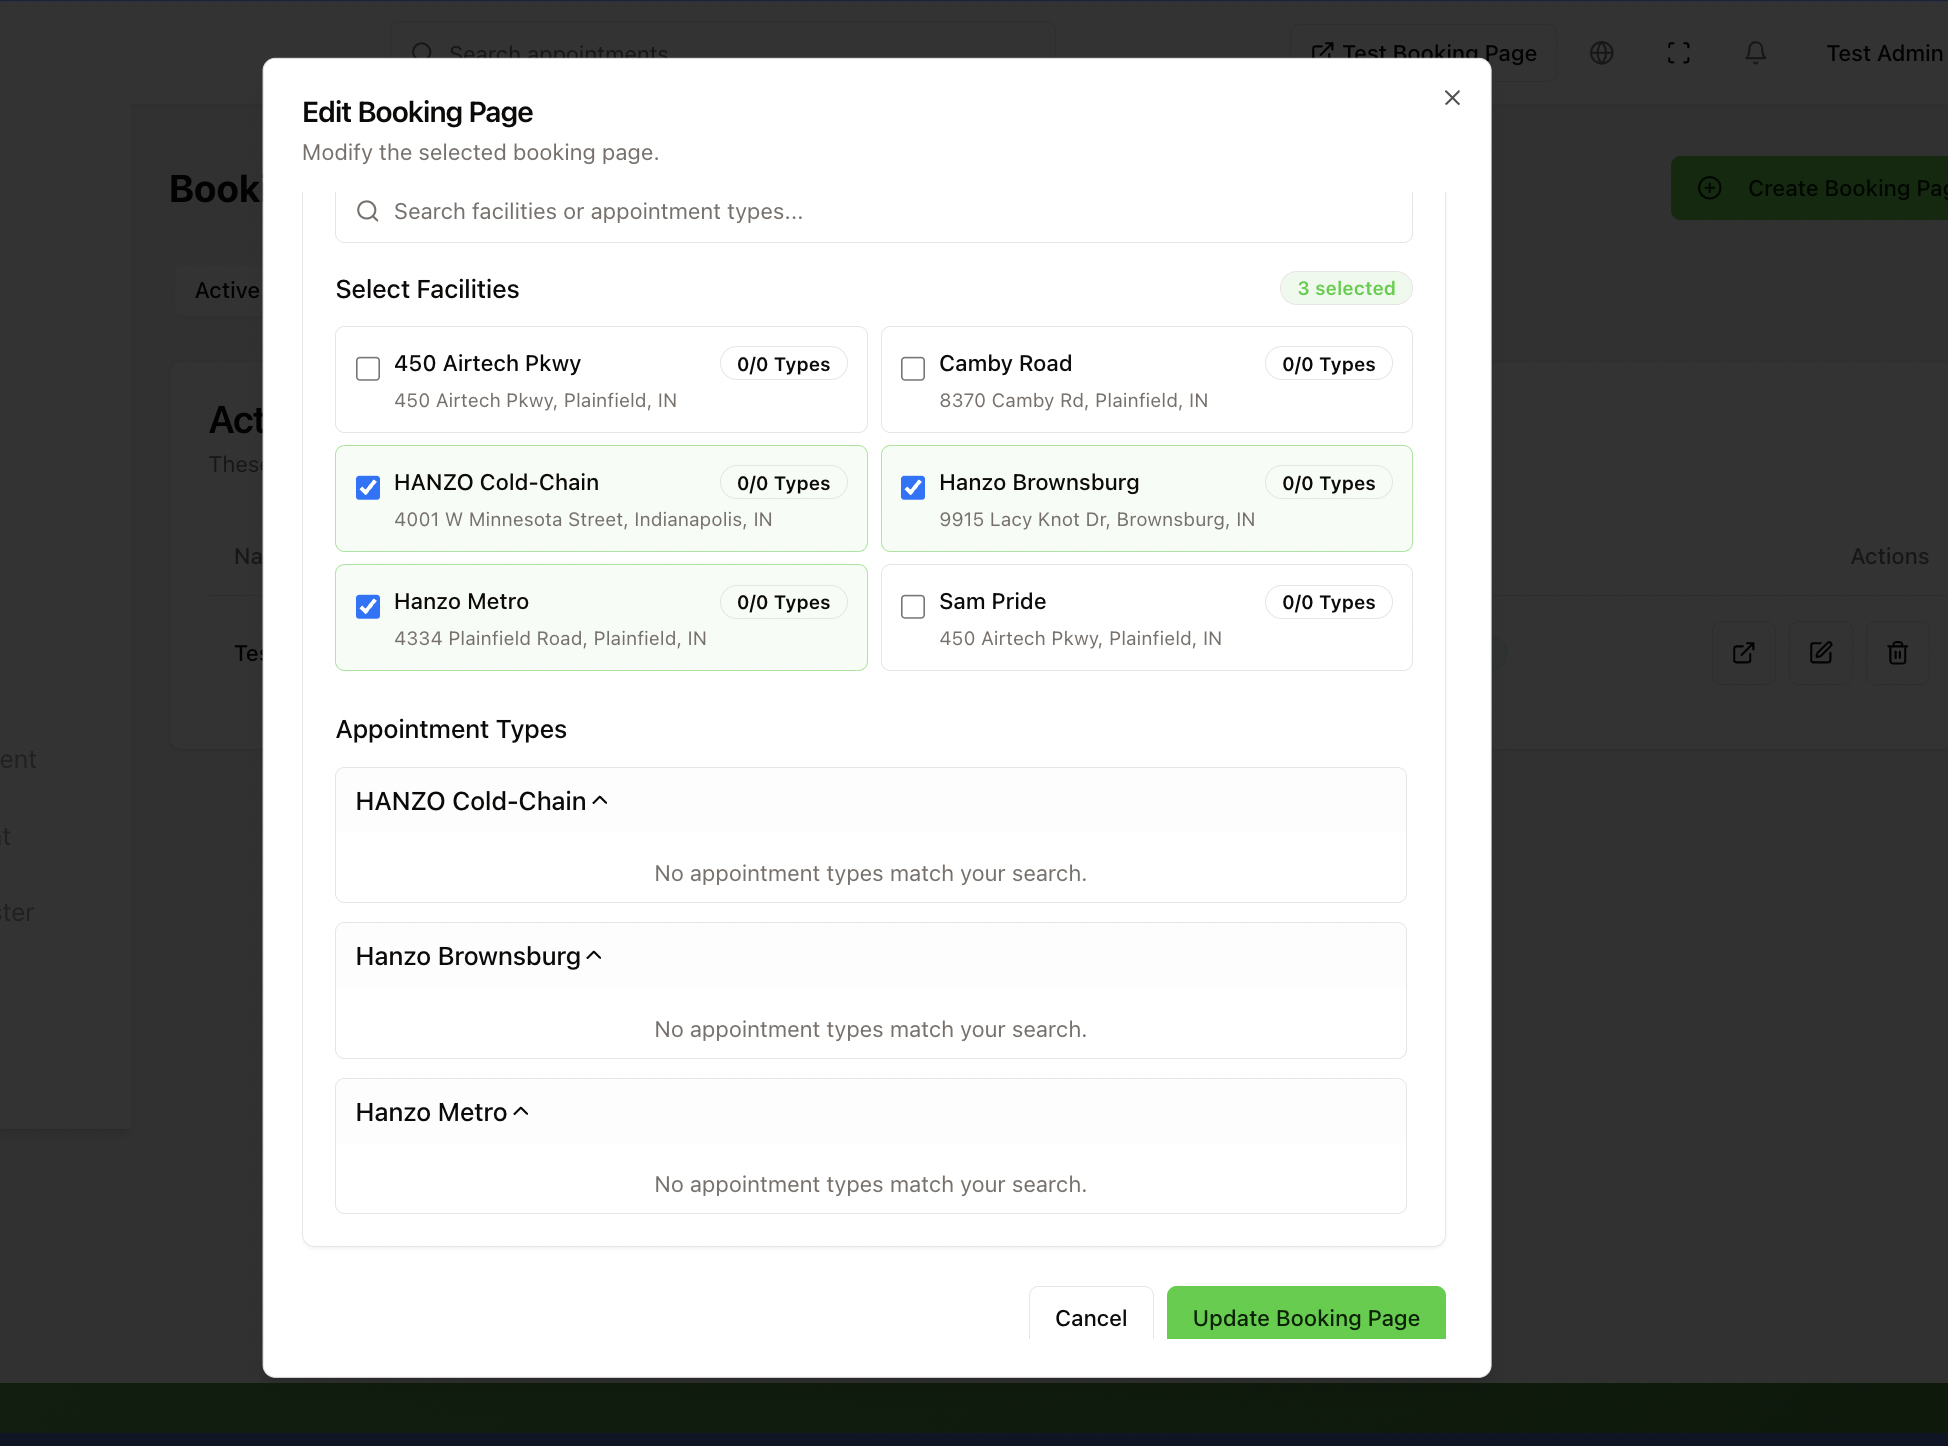 Search appointments
Test Booking Page
Test Admin
Edit Booking Page
Modify the selected booking page.
Book
Create Booking Pag
Search facilities or appointment types...
Active
Select Facilities
3 selected
450 Airtech Pkwy
0/0 Types
450 Airtech Pkwy, Plainfield, IN
Camby Road
0/0 Types
8370 Camby Rd, Plainfield, IN
Act
These
HANZO Cold-Chain
0/0 Types
4001 W Minnesota Street, Indianapolis, IN
Hanzo Brownsburg
0/0 Types
9915 Lacy Knot Dr, Brownsburg, IN
Na
Actions
Hanzo Metro
0/0 Types
4334 Plainfield Road, Plainfield, IN
Sam Pride
0/0 Types
450 Airtech Pkwy, Plainfield, IN
Tes
Appointment Types
ent
HANZO Cold-Chain
No appointment types match your search.
t
ster
Hanzo Brownsburg
No appointment types match your search.
Hanzo Metro
No appointment types match your search.
Cancel
Update Booking Page